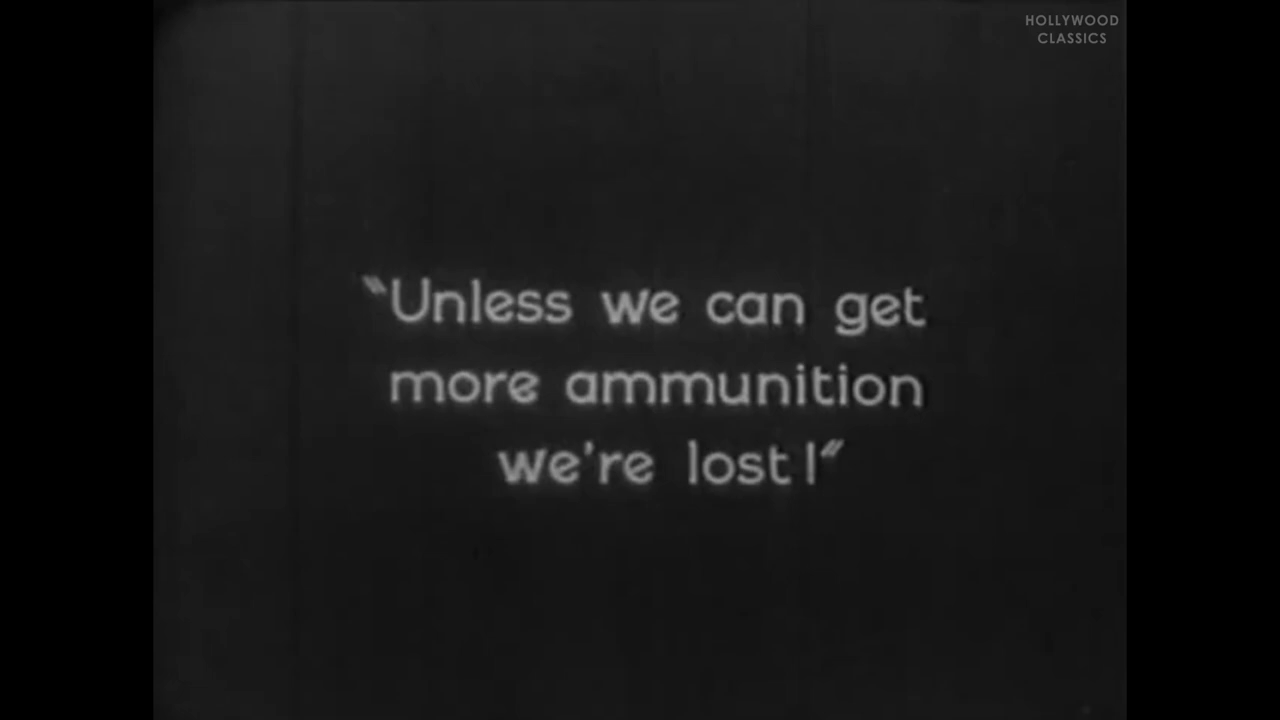 HOLLYWOOD
CLASSICS
"Unless we can get
more ammunition
we're lost!"